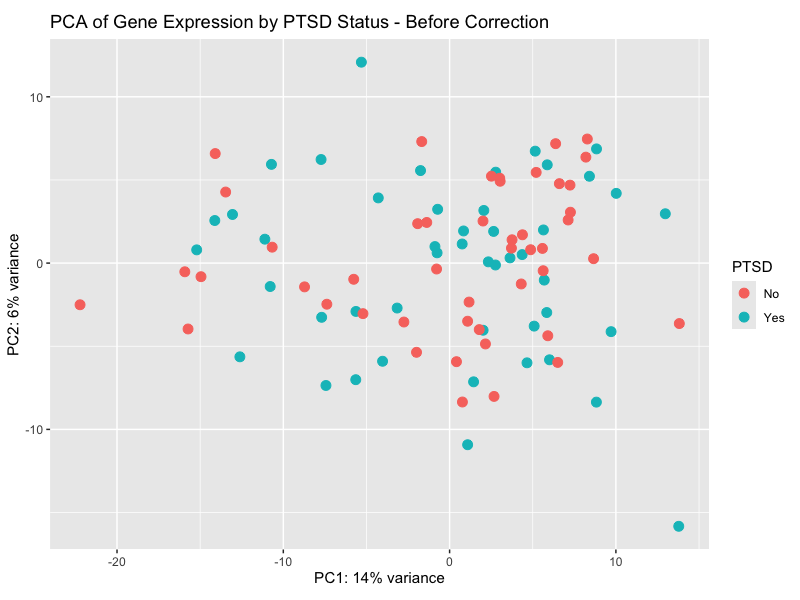 PCA of Gene Expression by PTSD Status - Before Correction
10
0
-10
PC2: 6% variance
-20
-10
0
10
PC1: 14% variance
PTSD
No
Yes